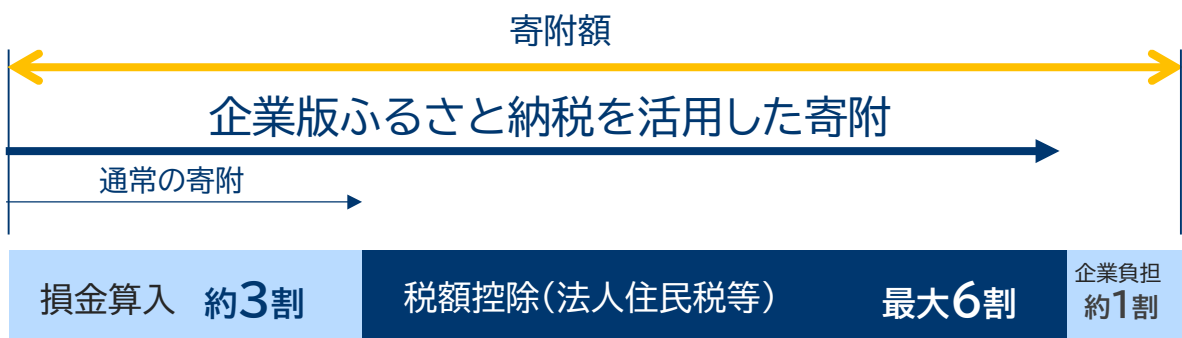 寄附額
企業版ふるさと納税を活用した寄附
通常の寄附
損金算入 約3割
税額控除(法人住民税等) 最大6割
企業負担
約1割